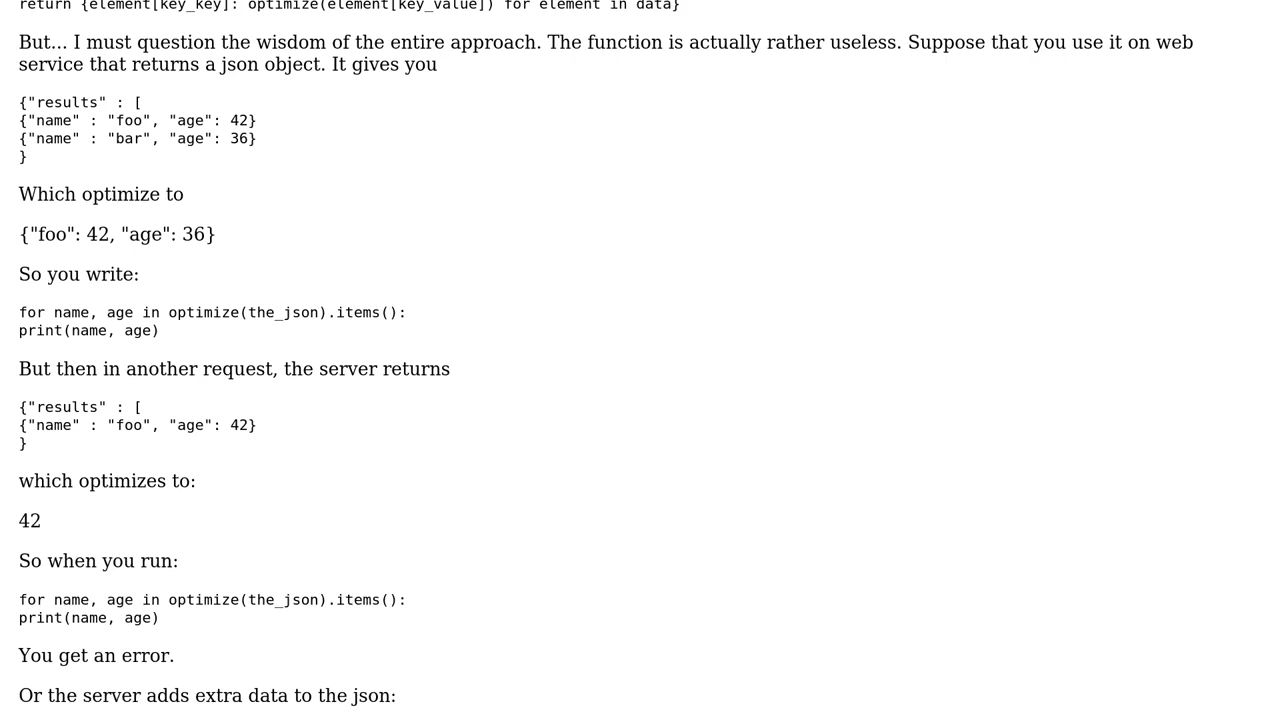 return {element[key_key]: optimize(element[key_value]) for element in data}
But... I must question the wisdom of the entire approach. The function is actually rather useless. Suppose that you use it on web
service that returns a json object. It gives you
{"results" : [
{"name" : "foo", "age": 42}
{"name" : "bar", "age": 36}
}
Which optimize to
{"foo": 42, "age": 36}
So you write:
for name, age in optimize(the_json).items():
print(name, age)
But then in another request, the server returns
{"results" : [
{"name" : "foo", "age": 42}
}
which optimizes to:
42
So when you run:
for name, age in optimize(the_json).items():
print(name, age)
You get an error.
Or the server adds extra data to the json: